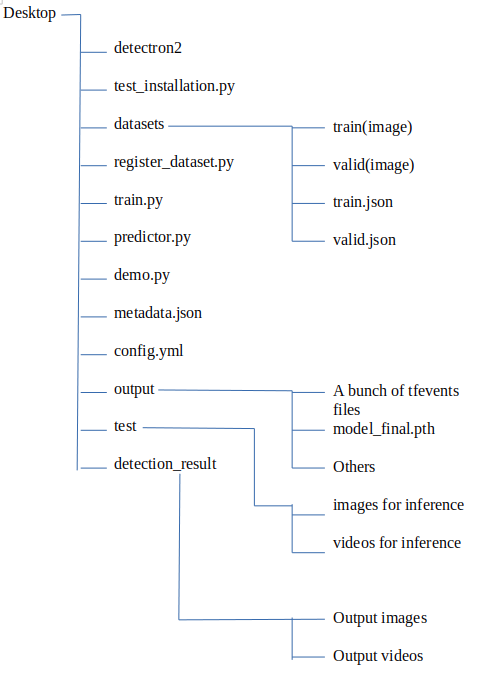 Desktop
detectron2
test_installation.py
datasets
train(image)
valid(image)
train.json
valid.json
register_dataset.py
train.py
predictor.py
demo.py
metadata.json
config.yml
output
A bunch of tfevents
files
model_final.pth
Others
test
images for inference
videos for inference
detection_result
Output images
Output videos